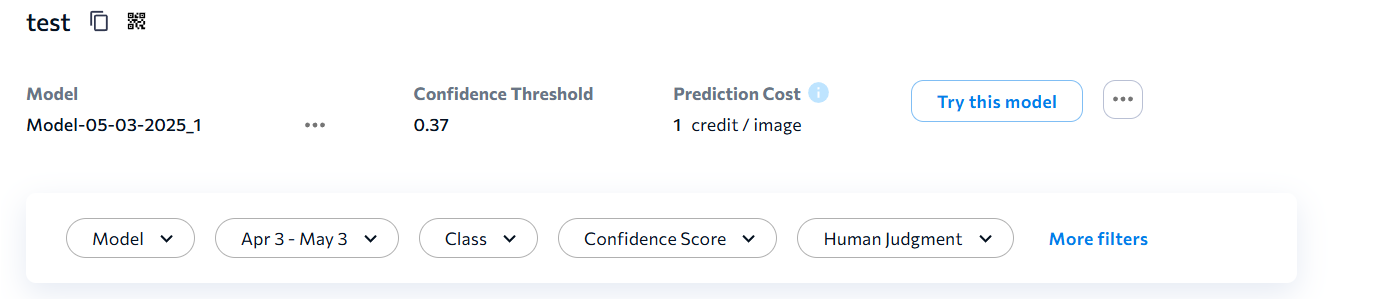 test
Model Confidence Threshold Prediction Cost
Try this model
Model-05-03-2025_1 ••• 0.37 1 credit / image
Model Apr 3 - May 3 Class Confidence Score Human Judgment More filters